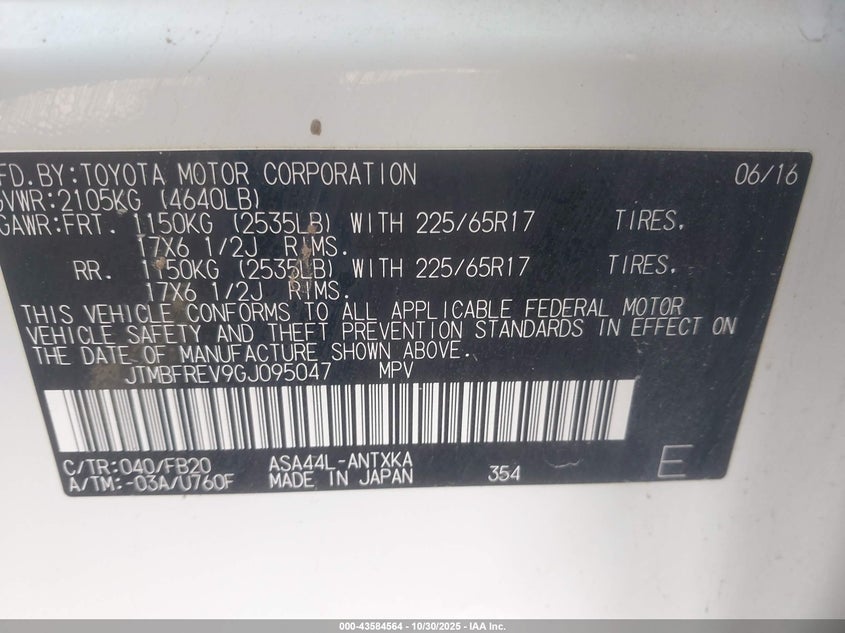 FD.BY:TOYOTA MOTOR CORPORATION 06/16
GVWR:2105KG (4640LB)
GAWR:FRT. 1150KG (2535LB) WITH 225/65R17 TIRES.
17X6 1/2J RIMS.
RR. 1150KG (2535LB) WITH 225/65R17 TIRES.
17X6 1/2J RIMS.
THIS VEHICLE CONFORMS TO ALL APPLICABLE FEDERAL MOTOR
VEHICLE SAFETY AND THEFT PREVENTION STANDARDS IN EFFECT ON
THE DATE OF MANUFACTURE SHOWN ABOVE.
JTMBFREV9GJ095047 MPV
C/TR:040/FB20 ASA44L-ANTXKA 354 E
A/TM:-03A/U760F MADE IN JAPAN
000-43584564 | 10/30/2025 - IAA Inc.